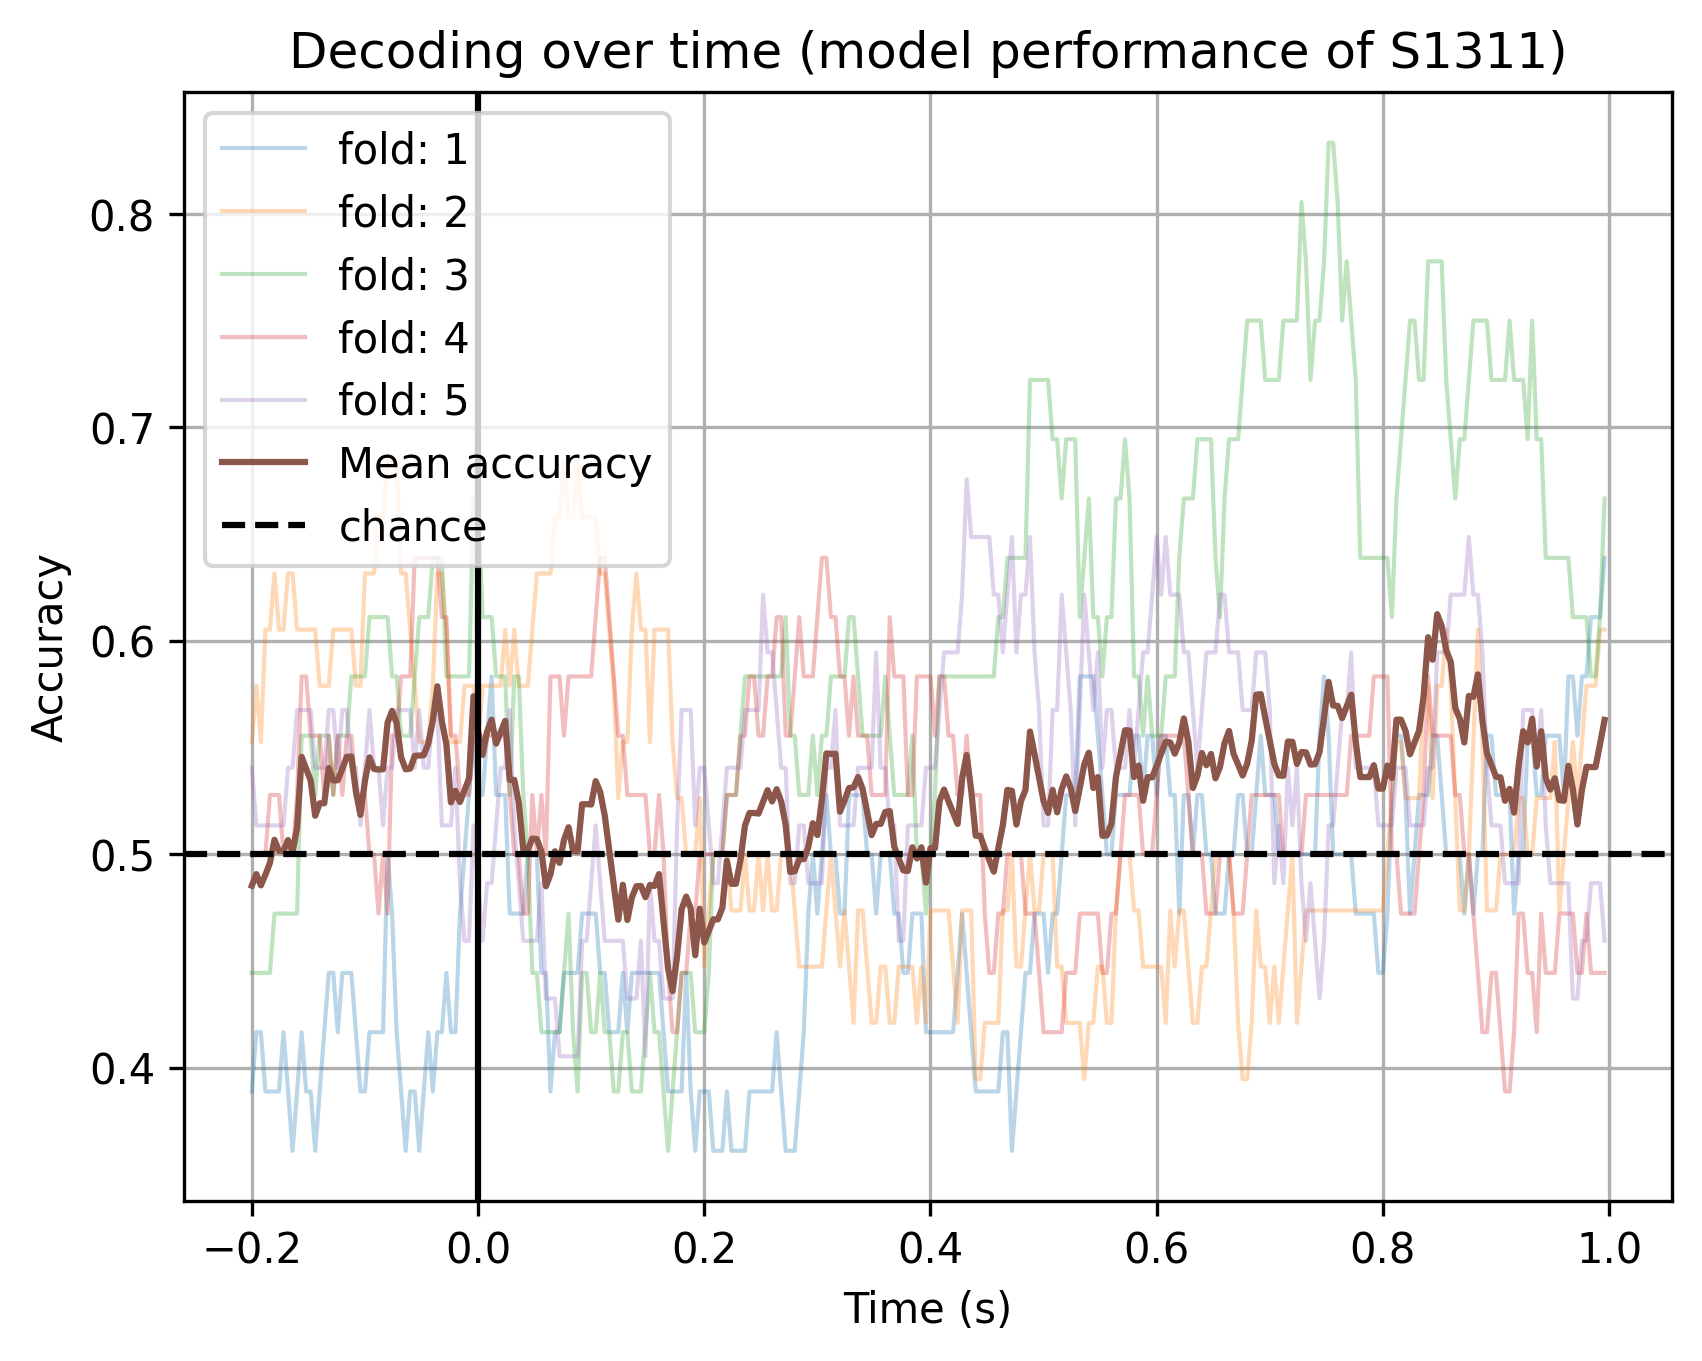 Decoding over time (model performance of S1311)
fold: 1
fold: 2
fold: 3
fold: 4
fold: 5
Mean accuracy
chance
Accuracy
0.8
0.7
0.6
0.5
0.4
−0.2 0.0 0.2 0.4 0.6 0.8 1.0
Time (s)